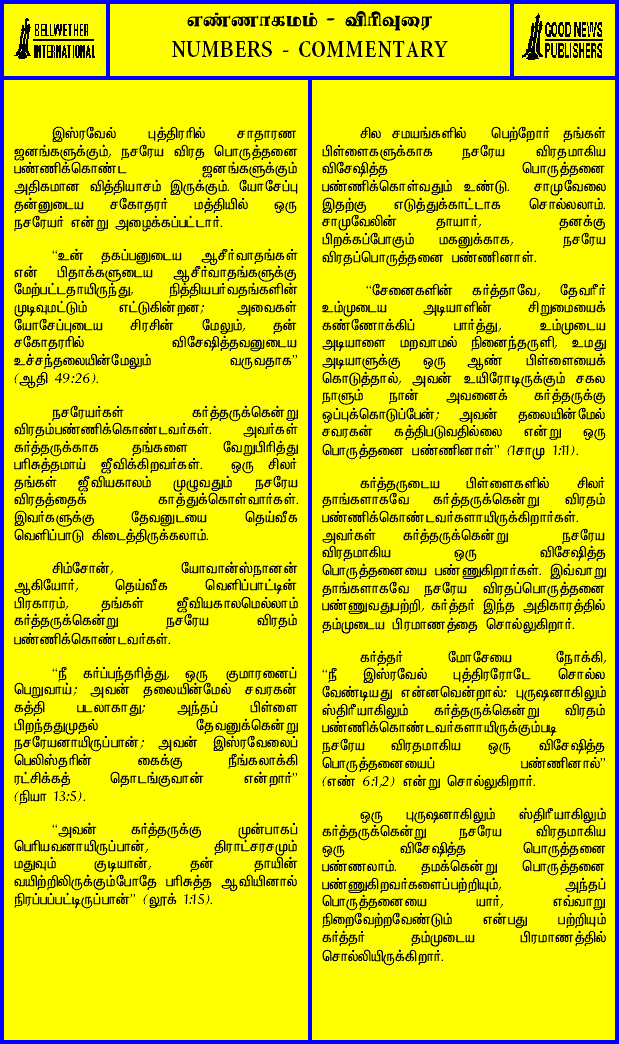 BELLWETHER
INTERNATIONAL
எண்ணாகமம் - விரிவுரை
NUMBERS - COMMENTARY
GOOD NEWS
PUBLISHERS
இஸ்ரவேல் புத்திரரில் சாதாரண
ஜனங்களுக்கும், நசரேய விரத பொருத்தனை
பண்ணிக்கொண்ட ஜனங்களுக்கும்
அதிகமான வித்தியாசம் இருக்கும். யோசேப்பு
தன்னுடைய சகோதரர் மத்தியில் ஒரு
நசரேயர் என்று அழைக்கப்பட்டார்.
“உன் தகப்பனுடைய ஆசீர்வாதங்கள்
என் பிதாக்களுடைய ஆசீர்வாதங்களுக்கு
மேற்பட்டதாயிருந்து, நித்தியபர்வதங்களின்
முடிவுமட்டும் எட்டுகின்றன; அவைகள்
யோசேப்புடைய சிரசின் மேலும், தன்
சகோதரரில் விசேஷித்தவனுடைய
உச்சந்தலையின்மேலும் வருவதாக”
(ஆதி 49:26).
நசரேயர்கள் கர்த்தருக்கென்று
விரதம்பண்ணிக்கொண்டவர்கள். அவர்கள்
கர்த்தருக்காக தங்களை வேறுபிரித்து
பரிசுத்தமாய் ஜீவிக்கிறவர்கள். ஒரு சிலர்
தங்கள் ஜீவியகாலம் முழுவதும் நசரேய
விரதத்தைக் காத்துக்கொள்வார்கள்.
இவர்களுக்கு தேவனுடயை தெய்வீக
வெளிப்பாடு கிடைத்திருக்கலாம்.
சிம்சோன், யோவான்ஸ்நானன்
ஆகியோர், தெய்வீக வெளிப்பாட்டின்
பிரகாரம், தங்கள் ஜீவியகாலமெல்லாம்
கர்த்தருக்கென்று நசரேய விரதம்
பண்ணிக்கொண்டவர்கள்.
“நீ கர்ப்பந்தரித்து, ஒரு குமாரனைப்
பெறுவாய்; அவன் தலையின்மேல் சவரகன்
கத்தி படலாகாது; அந்தப் பிள்ளை
பிறந்ததுமுதல் தேவனுக்கென்று
நசரேயனாயிருப்பான்; அவன் இஸ்ரவேலைப்
பெலிஸ்தரின் கைக்கு நீங்கலாக்கி
ரட்சிக்கத் தொடங்குவான் என்றார்”
(நியா 13:5).
“அவன் கர்த்தருக்கு முன்பாகப்
பெரியவனாயிருப்பான், திராட்சரசமும்
மதுவும் குடியான், தன் தாயின்
வயிற்றிலிருக்கும்போதே பரிசுத்த ஆவியினால்
நிரப்பப்பட்டிருப்பான்” (லூக் 1:15).
சில சமயங்களில் பெற்றோர் தங்கள்
பிள்ளைகளுக்காக நசரேய விரதமாகிய
விசேஷித்த பொருத்தனை
பண்ணிக்கொள்வதும் உண்டு. சாமுவேலை
இதற்கு எடுத்துக்காட்டாக சொல்லலாம்.
சாமுவேலின் தாயார், தனக்கு
பிறக்கப்போகும் மகனுக்காக, நசரேய
விரதப்பொருத்தனை பண்ணினாள்.
“சேனைகளின் கர்த்தாவே, தேவரீர்
உம்முடைய அடியாளின் சிறுமையைக்
கண்ணோக்கிப் பார்த்து, உம்முடைய
அடியாளை மறவாமல் நினைந்தருளி, உமது
அடியாளுக்கு ஒரு ஆண் பிள்ளையைக்
கொடுத்தால், அவன் உயிரோடிருக்கும் சகல
நாளும் நான் அவனைக் கர்த்தருக்கு
ஒப்புக்கொடுப்பேன்; அவன் தலையின்மேல்
சவரகன் கத்திபடுவதில்லை என்று ஒரு
பொருத்தனை பண்ணினாள்” (1சாமு 1:11).
கர்த்தருடைய பிள்ளைகளில் சிலர்
தாங்களாகவே கர்த்தருக்கென்று விரதம்
பண்ணிக்கொண்டவர்களாயிருக்கிறார்கள்.
அவர்கள் கர்த்தருக்கென்று நசரேய
விரதமாகிய ஒரு விசேஷித்த
பொருத்தனையை பண்ணுகிறார்கள். இவ்வாறு
தாங்களாகவே நசரேய விரதப்பொருத்தனை
பண்ணுவதுபற்றி, கர்த்தர் இந்த அதிகாரத்தில்
தம்முடைய பிரமாணத்தை சொல்லுகிறார்.
கர்த்தர் மோசேயை நோக்கி,
“நீ இஸ்ரவேல் புத்திரரோடே சொல்ல
வேண்டியது என்னவென்றால்: புருஷனாகிலும்
ஸ்திரீயாகிலும் கர்த்தருக்கென்று விரதம்
பண்ணிக்கொண்டவர்களாயிருக்கும்படி
நசரேய விரதமாகிய ஒரு விசேஷித்த
பொருத்தனையைப் பண்ணினால்”
(எண் 6:1,2) என்று சொல்லுகிறார்.
ஒரு புருஷனாகிலும் ஸ்திரீயாகிலும்
கர்த்தருக்கென்று நசரேய விரதமாகிய
ஒரு விசேஷித்த பொருத்தனை
பண்ணலாம். தமக்கென்று பொருத்தனை
பண்ணுகிறவர்களைப்பற்றியும், அந்தப்
பொருத்தனையை யார், எவ்வாறு
நிறைவேற்றவேண்டும் என்பது பற்றியும்
கர்த்தர் தம்முடைய பிரமாணத்தில்
சொல்லியிருக்கிறார்.